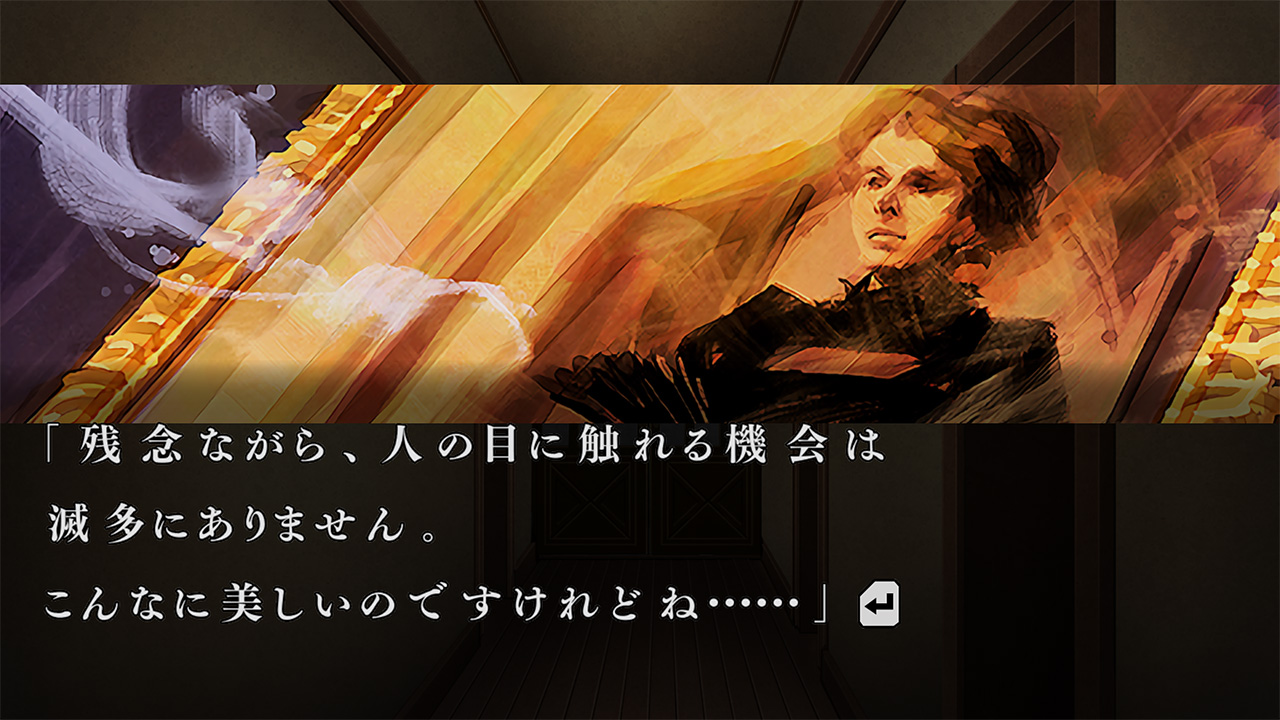 「残念ながら、人の目に触れる機会は
滅多にありません。
こんなに美しいのですけれどね……」